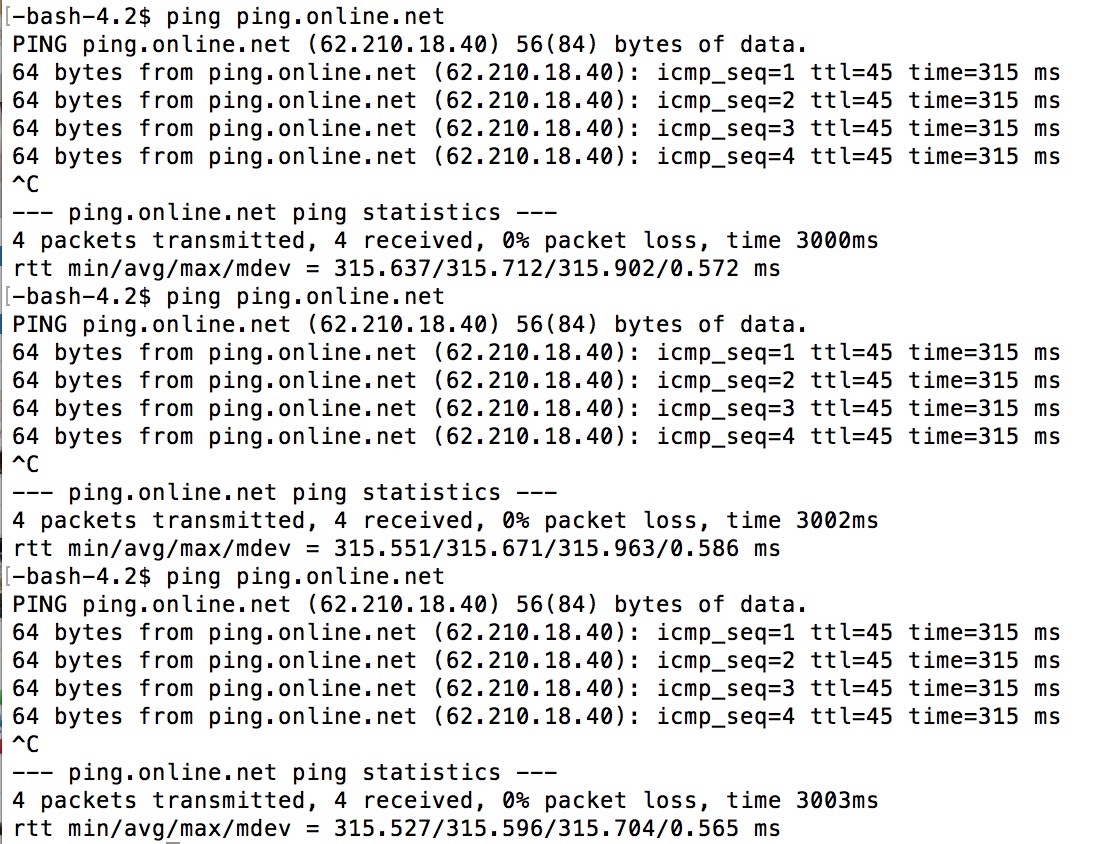 [-bash-4.2$ ping ping.online.net
PING ping.online.net (62.210.18.40) 56(84) bytes of data.
64 bytes from ping.online.net (62.210.18.40): icmp_seq=1 ttl=45 time=315 ms
64 bytes from ping.online.net (62.210.18.40): icmp_seq=2 ttl=45 time=315 ms
64 bytes from ping.online.net (62.210.18.40): icmp_seq=3 ttl=45 time=315 ms
64 bytes from ping.online.net (62.210.18.40): icmp_seq=4 ttl=45 time=315 ms
^C
--- ping.online.net ping statistics ---
4 packets transmitted, 4 received, 0% packet loss, time 3000ms
rtt min/avg/max/mdev = 315.637/315.712/315.902/0.572 ms
[-bash-4.2$ ping ping.online.net
PING ping.online.net (62.210.18.40) 56(84) bytes of data.
64 bytes from ping.online.net (62.210.18.40): icmp_seq=1 ttl=45 time=315 ms
64 bytes from ping.online.net (62.210.18.40): icmp_seq=2 ttl=45 time=315 ms
64 bytes from ping.online.net (62.210.18.40): icmp_seq=3 ttl=45 time=315 ms
64 bytes from ping.online.net (62.210.18.40): icmp_seq=4 ttl=45 time=315 ms
^C
--- ping.online.net ping statistics ---
4 packets transmitted, 4 received, 0% packet loss, time 3002ms
rtt min/avg/max/mdev = 315.551/315.671/315.963/0.586 ms
[-bash-4.2$ ping ping.online.net
PING ping.online.net (62.210.18.40) 56(84) bytes of data.
64 bytes from ping.online.net (62.210.18.40): icmp_seq=1 ttl=45 time=315 ms
64 bytes from ping.online.net (62.210.18.40): icmp_seq=2 ttl=45 time=315 ms
64 bytes from ping.online.net (62.210.18.40): icmp_seq=3 ttl=45 time=315 ms
64 bytes from ping.online.net (62.210.18.40): icmp_seq=4 ttl=45 time=315 ms
^C
--- ping.online.net ping statistics ---
4 packets transmitted, 4 received, 0% packet loss, time 3003ms
rtt min/avg/max/mdev = 315.527/315.596/315.704/0.565 ms